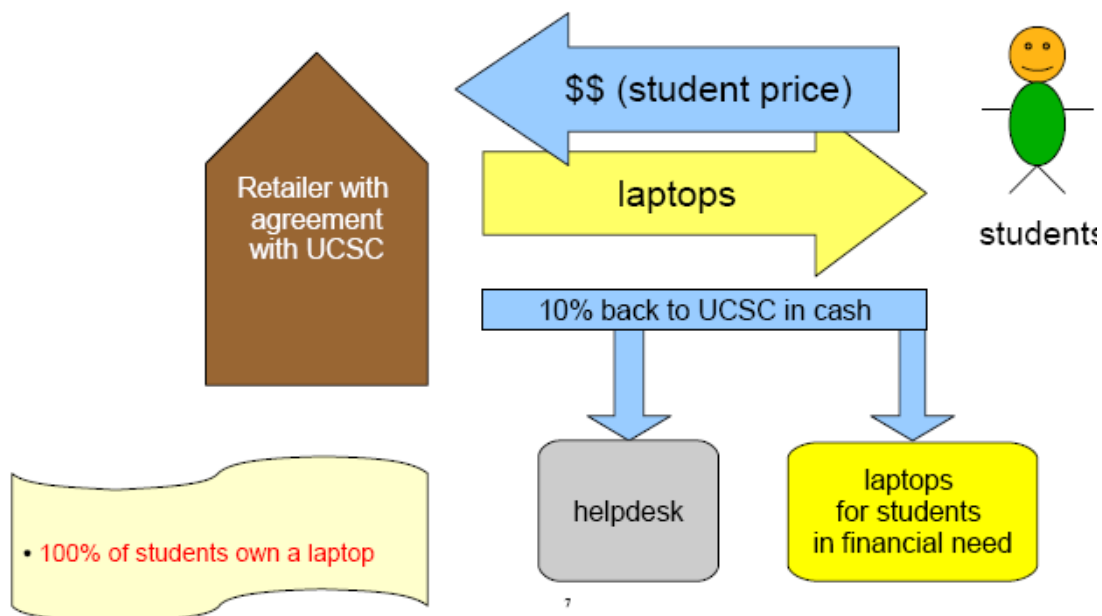 $$ (student price)
Retailer with
agreement
with UCSC
laptops
students
10% back to UCSC in cash
helpdesk
laptops
for students
in financial need
• 100% of students own a laptop
7